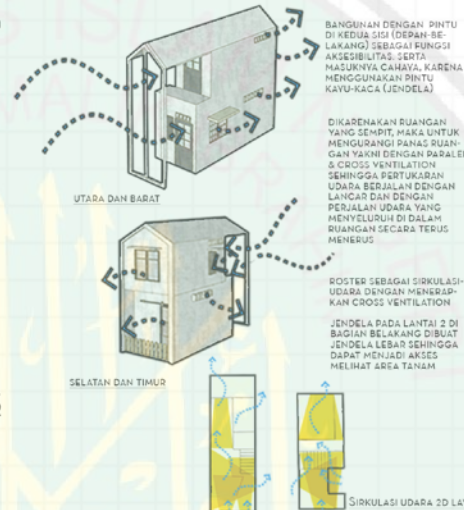 BANGUNAN DENGAN PINTU
DI KEDUA SISI (DEPAN-BE-
LAKANG) SEBAGAI FUNGSI
AKSESIBILITAS, SERTA
MASUKNYA CAHAYA, KARENA
MENGGUNAKAN PINTU
KAYU-KACA (JENDELA)
DIKARENAKAN RUANGAN
YANG SEMPIT, MAKA UNTUK
MENGURANGI PANAS RUAN-
GAN YAKNI DENGAN PARALEL
& CROSS VENTILATION
SEHINGGA PERTUKARAN
UDARA BERJALAN DENGAN
LANCAR DAN DENGAN
PERJALAN UDARA YANG
MENYELURUH DI DALAM
RUANGAN SECARA TERUS
MENERUS
UTARA DAN BARAT
ROSTER SEBAGAI SIRKULASI-
UDARA DENGAN MENERAP-
KAN CROSS VENTILATION
JENDELA PADA LANTAI 2 DI
BAGIAN BELAKANG DIBUAT
JENDELA LEBAR SEHINGGA
DAPAT MENJADI AKSES
MELIHAT AREA TANAM
SELATAN DAN TIMUR
SIRKULASI UDARA 2D